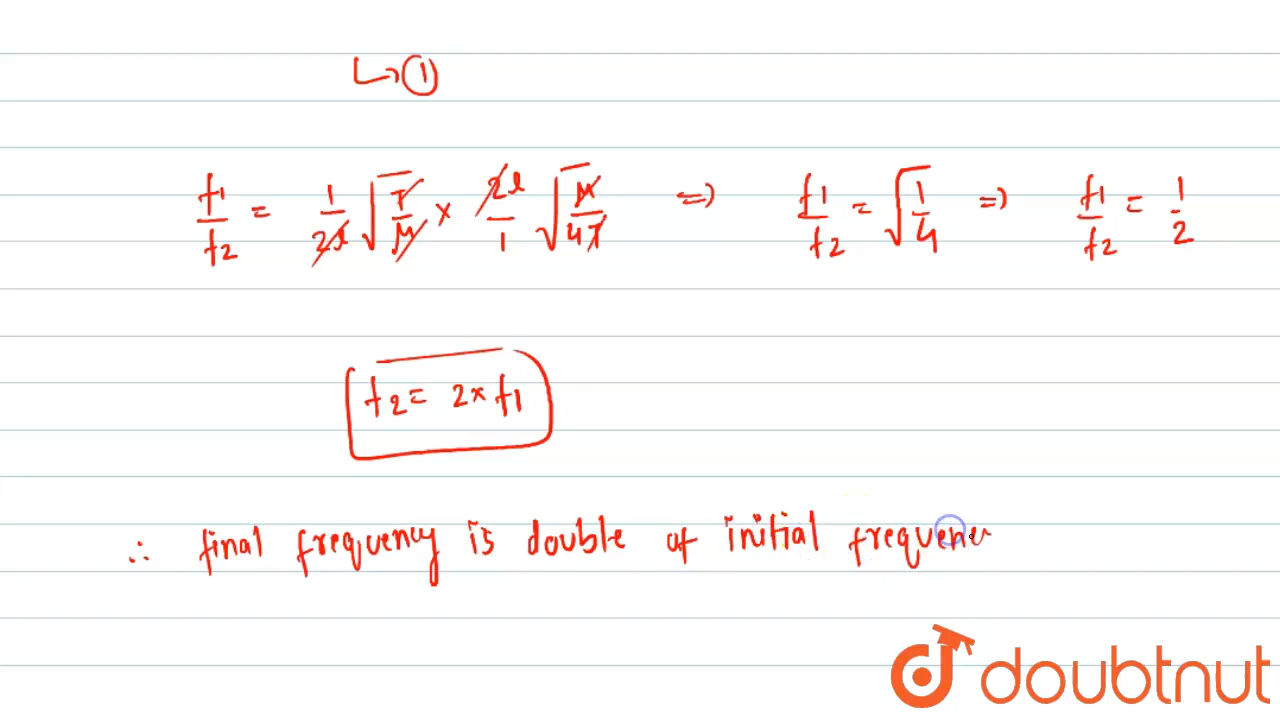 ↳ ①
f1/f2 = 1/2l √(T/μ) × 2l/1 √(μ/4T) => f1/f2 = √(1/4) => f1/f2 = 1/2
f2 = 2 × f1
∴ final frequency is double of initial frequenc
doubtnut